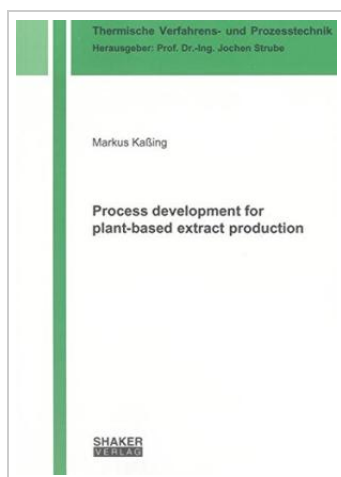 Thermische Verfahrens- und Prozesstechnik
Herausgeber: Prof. Dr.-Ing. Jochen Strube
Markus Kaßing
Process development for
plant-based extract production
SHAKER
VERLAG